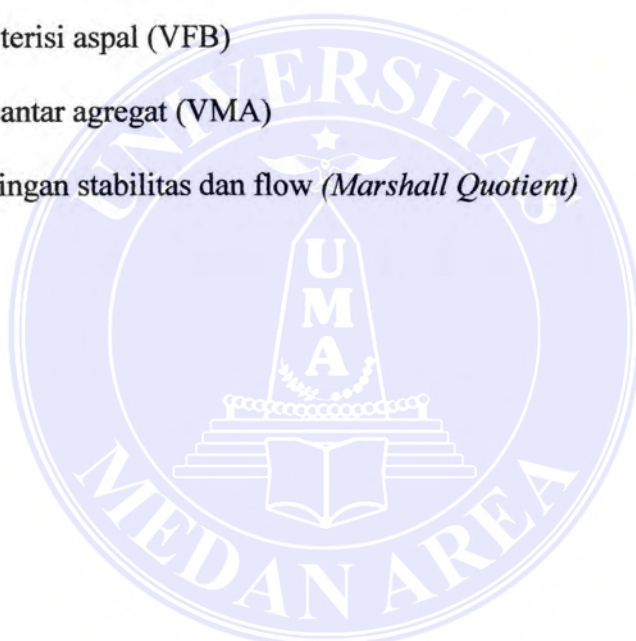 terisi aspal (VFB)
antar agregat (VMA)
ingan stabilitas dan flow (Marshall Quotient)
UNIVERSITAS
UMA
MEDAN AREA